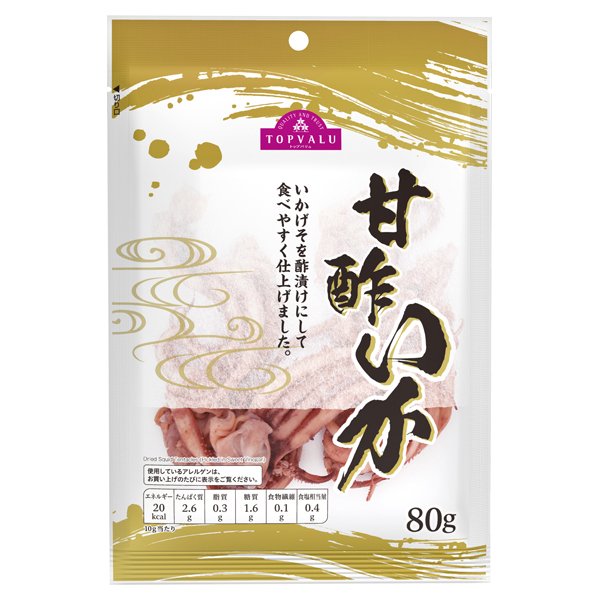 ◀切り口
QUALITY AND TRUST
TOPVALU
トップバリュ
甘酢いか
いかげそを酢漬けにして
食べやすく仕上げました。
Dried Squid Tentacles (Pickled in Sweet Vinegar)
使用しているアレルゲンは、
お買い上げのたびに表示をご覧ください。
エネルギー たんぱく質 脂質 糖質 食物繊維 食塩相当量
20 kcal 2.6 g 0.3 g 1.6 g 0.1 g 0.4 g
10g当たり
80g